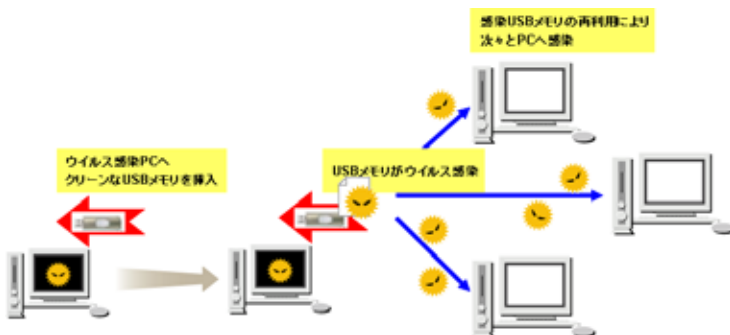 ウイルス感染PCへ
クリーンなUSBメモリを挿入
USBメモリがウイルス感染
感染USBメモリの再利用により
次々とPCへ感染